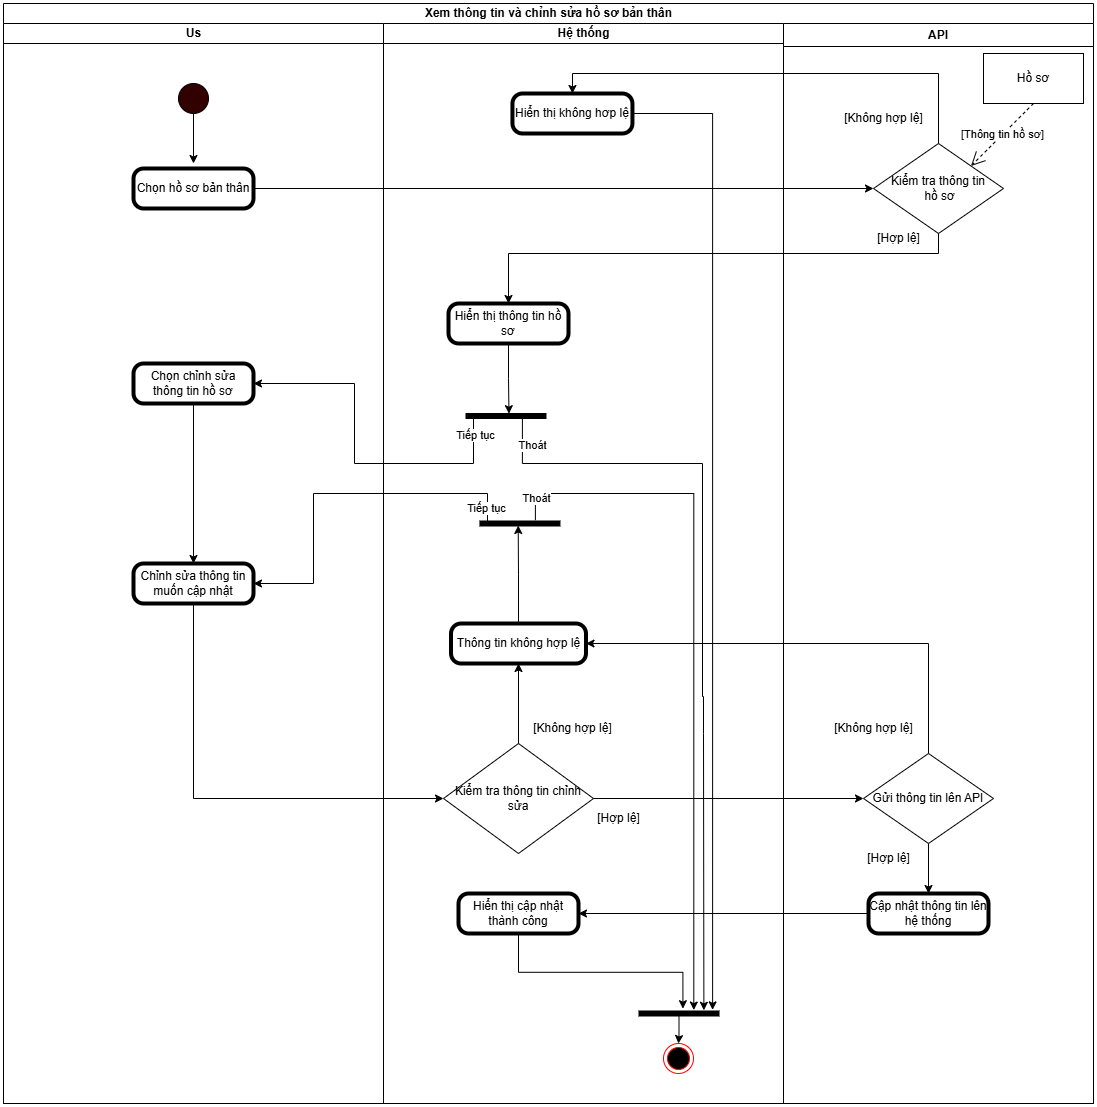 Xem thông tin và chỉnh sửa hồ sơ bản thân
Us
Hệ thống
API
Hồ sơ
Hiển thị không hợp lệ
[Không hợp lệ]
[Thông tin hồ sơ]
Chọn hồ sơ bản thân
Kiểm tra thông tin
hồ sơ
[Hợp lệ]
Hiển thị thông tin hồ
sơ
Chọn chỉnh sửa
thông tin hồ sơ
Tiếp tục
Thoát
Tiếp tục
Thoát
Chỉnh sửa thông tin
muốn cập nhật
Thông tin không hợp lệ
[Không hợp lệ]
[Không hợp lệ]
Kiểm tra thông tin chỉnh
sửa
Gửi thông tin lên API
[Hợp lệ]
[Hợp lệ]
Hiển thị cập nhật
thành công
Cập nhật thông tin lên
hệ thống